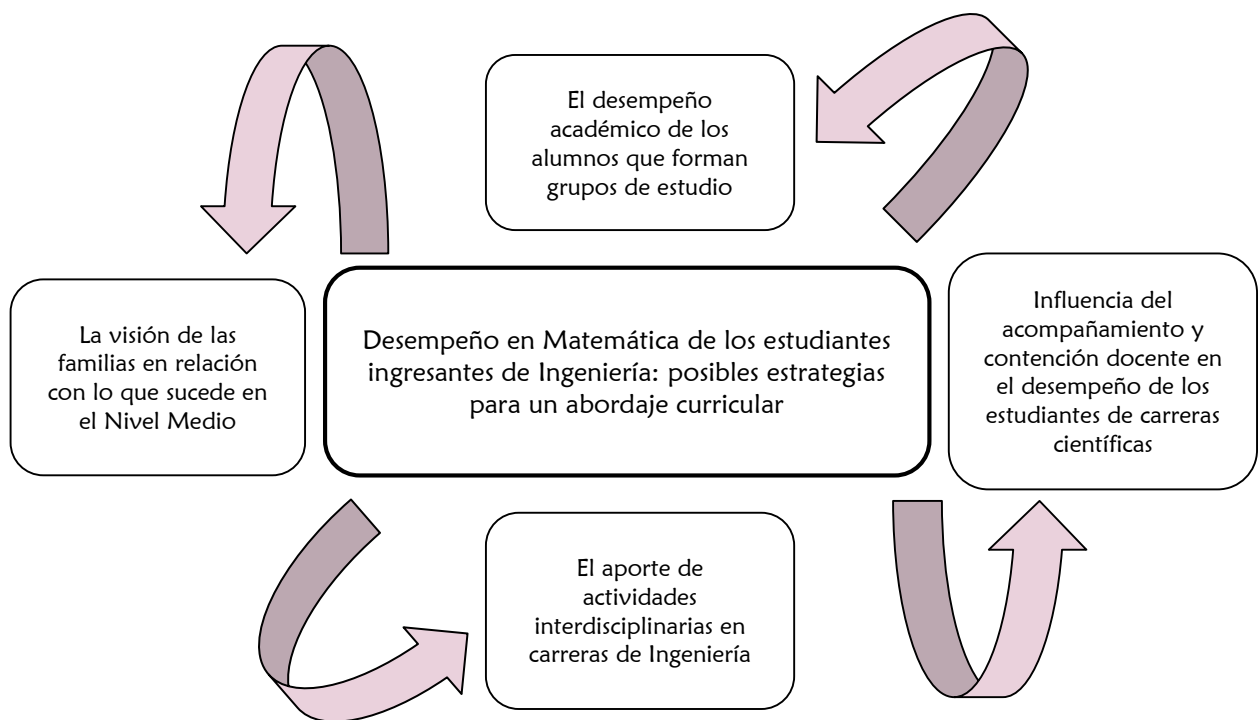 El desempeño
académico de los
alumnos que forman
grupos de estudio
La visión de las
familias en relación
con lo que sucede en
el Nivel Medio
Desempeño en Matemática de los estudiantes
ingresantes de Ingeniería: posibles estrategias
para un abordaje curricular
Influencia del
acompañamiento y
contención docente en
el desempeño de los
estudiantes de carreras
científicas
El aporte de
actividades
interdisciplinarias en
carreras de Ingeniería